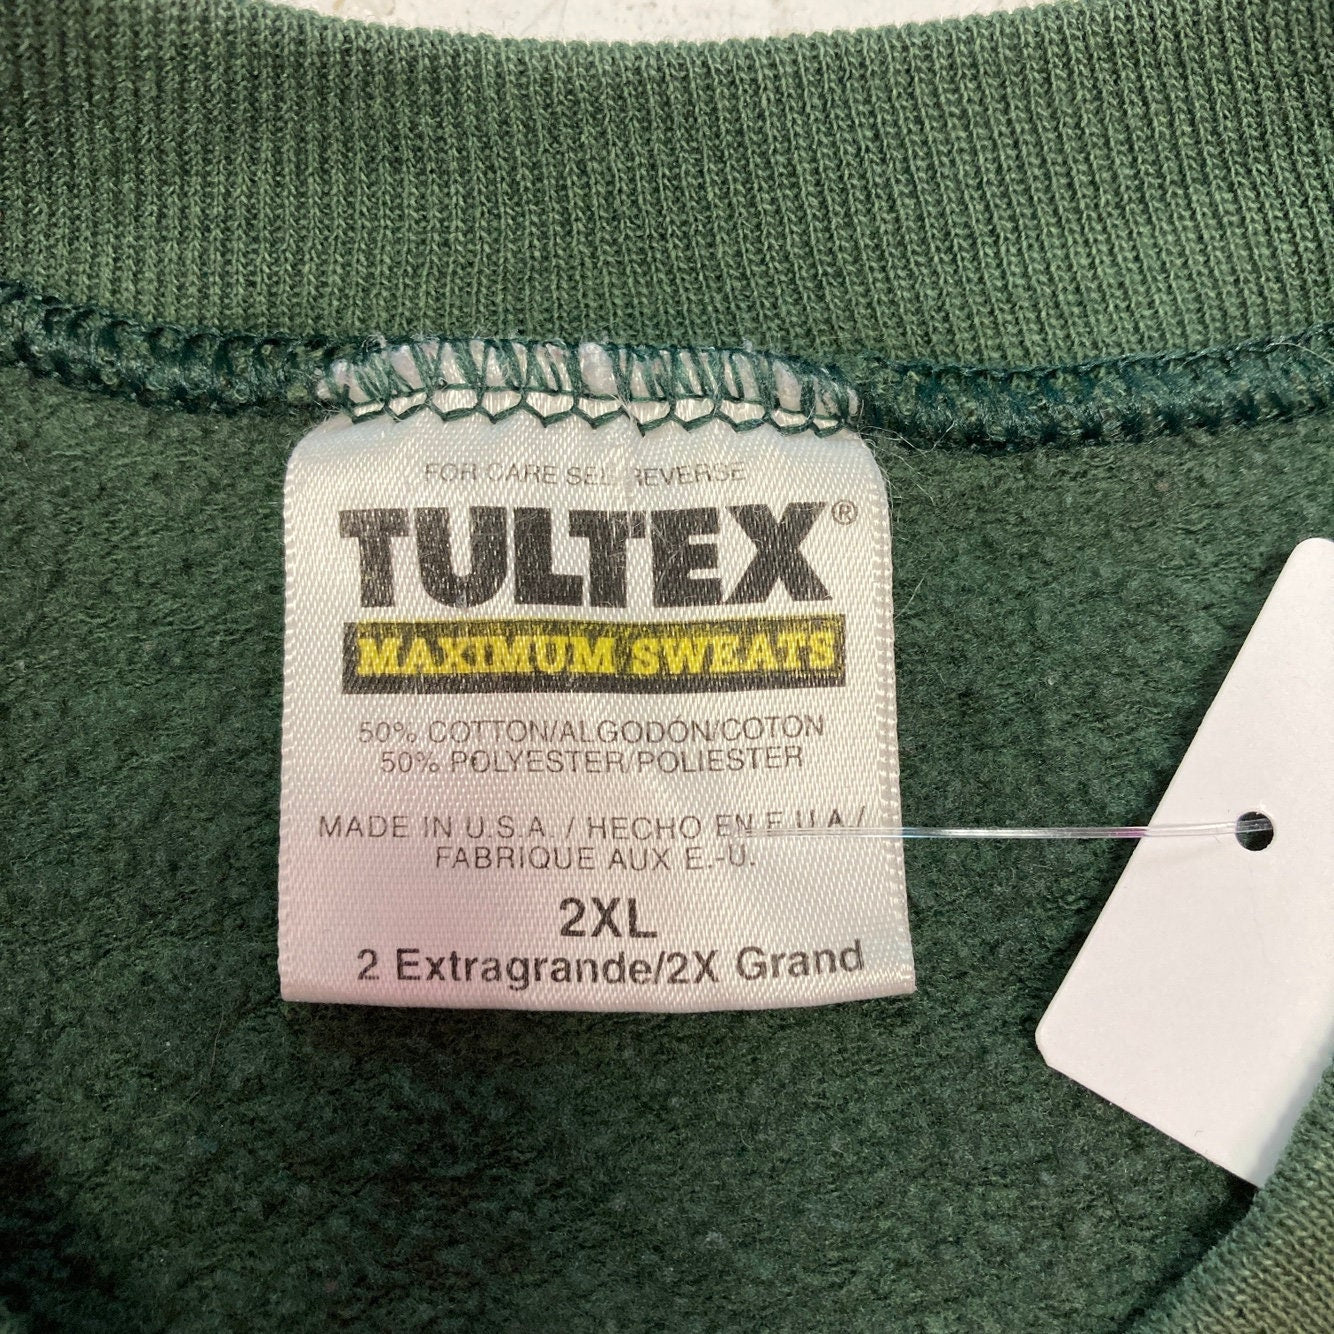 FOR CARE SEE REVERSE
TULTEX®
MAXIMUM SWEATS
50% COTTON/ALGODÓN/COTON
50% POLYESTER/POLIESTER
MADE IN U.S.A. / HECHO EN E.U.A./
FABRIQUE AUX E.-U.
2XL
2 Extragrande/2X Grand